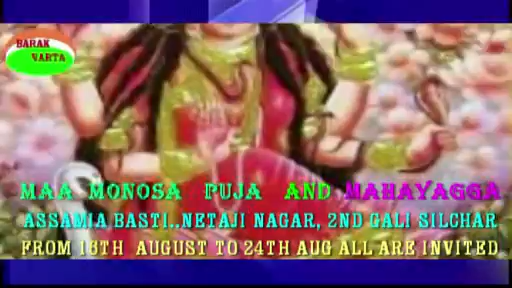 BARAK
VARTA
MAA MONOSA PUJA AND MAHAYAGGA
ASSAMIA BASTI..NETAJI NAGAR, 2ND GALI SILCHAR
FROM 18TH AUGUST TO 24TH AUG ALL ARE INVITED